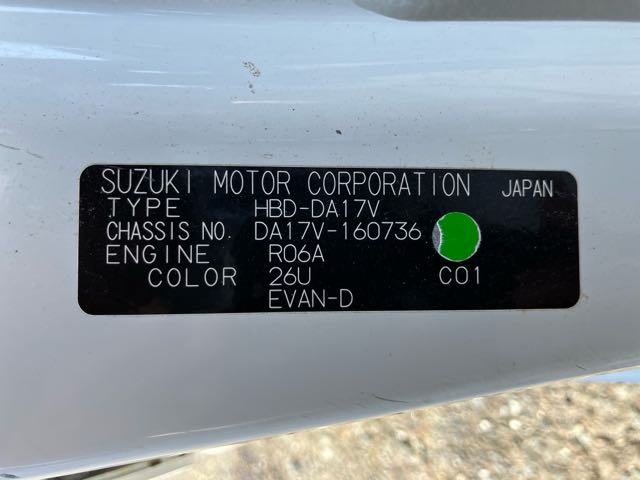 SUZUKI MOTOR CORPORATION JAPAN
TYPE HBD-DA17V
CHASSIS NO. DA17V-160736
ENGINE R06A
COLOR 26U C01
EVAN-D